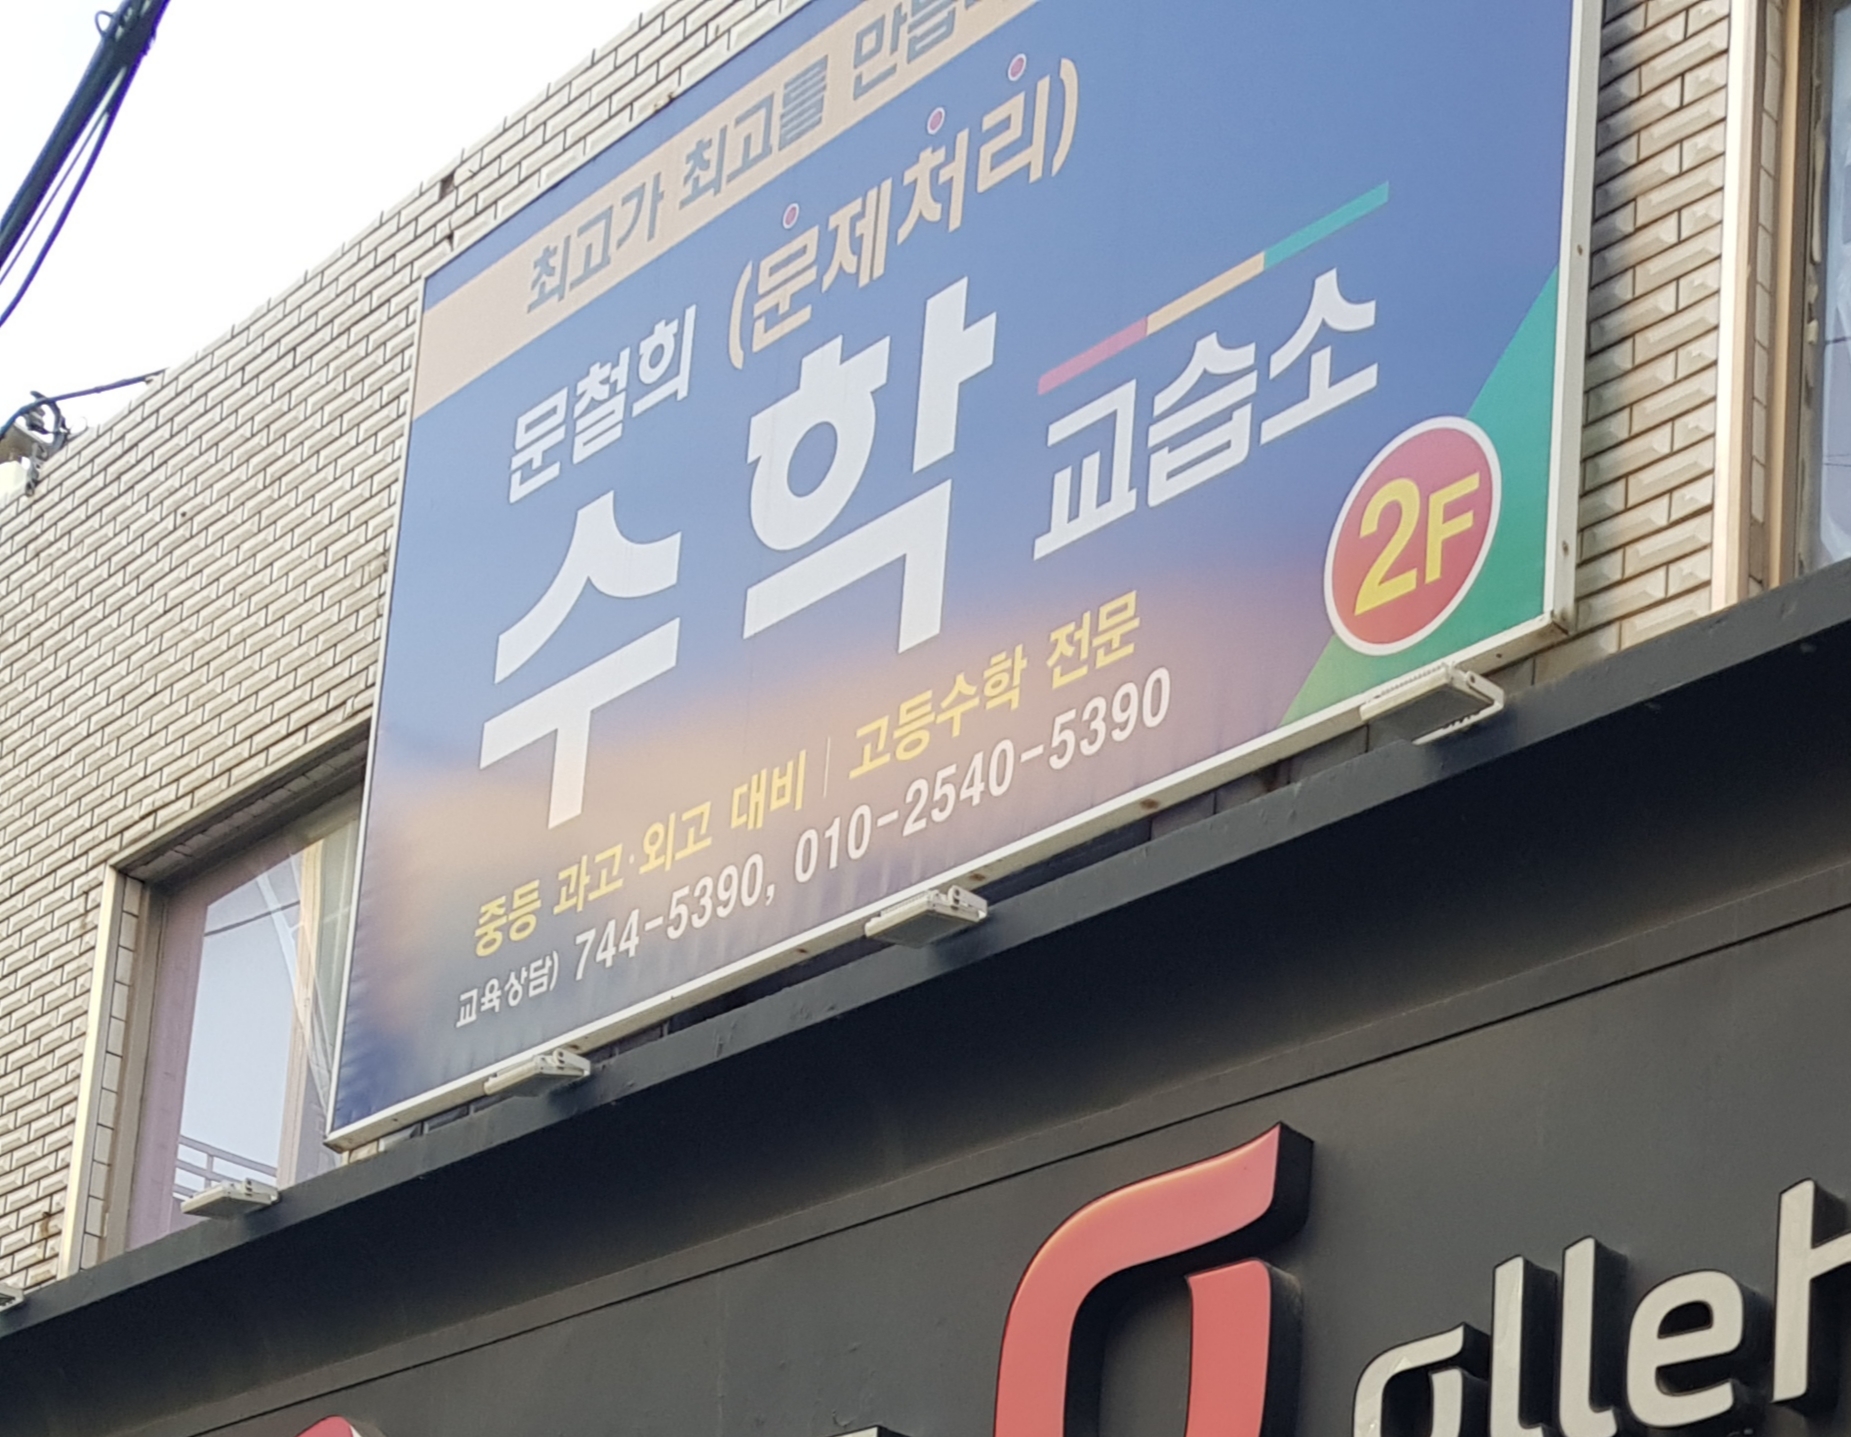 최고가 최고를
문철희 (문제처리)
수학 교습소
2F
중등 과고·외고 대비 | 고등수학 전문
교육상담) 744-5390, 010-2540-5390
olleh